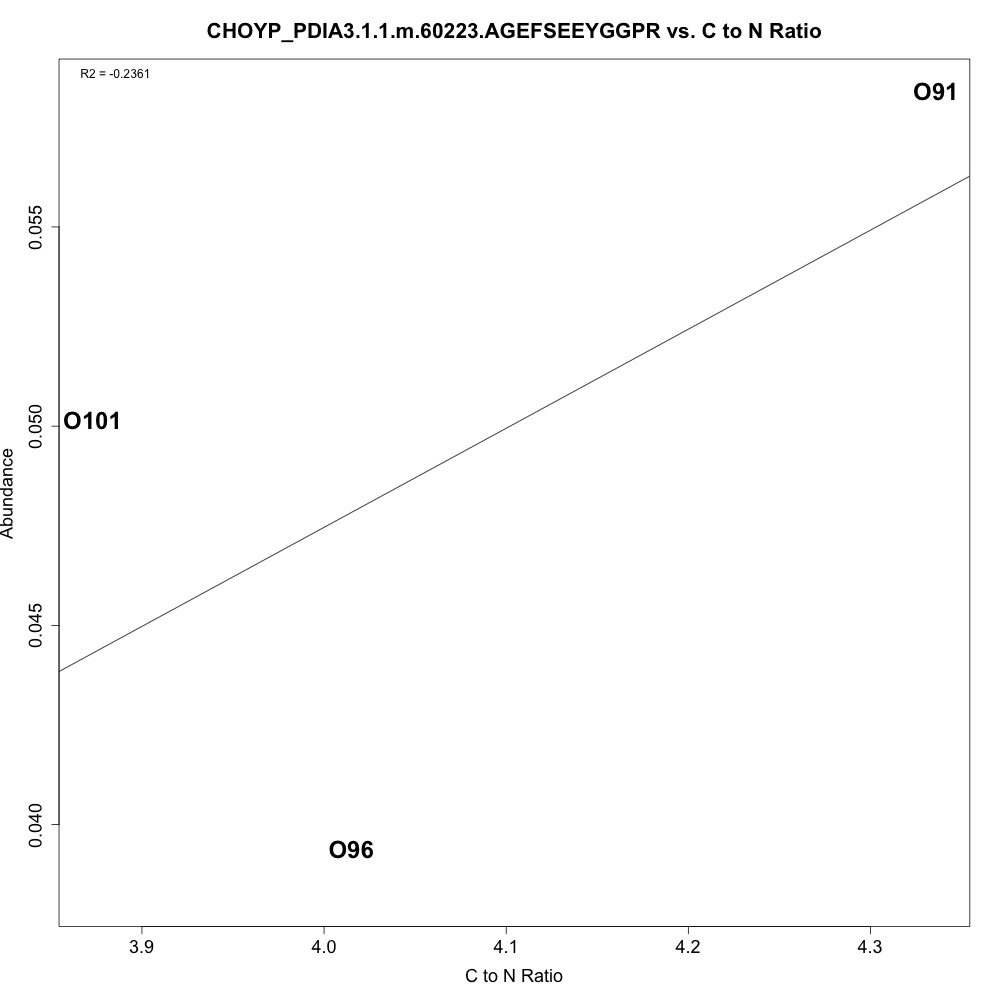 CHOYP_PDIA3.1.1.m.60223.AGEFSEEYGGPR vs. C to N Ratio
R2 = -0.2361
O91
0.055
O101
0.050
Abundance
0.045
0.040
O96
3.9 4.0 4.1 4.2 4.3
C to N Ratio